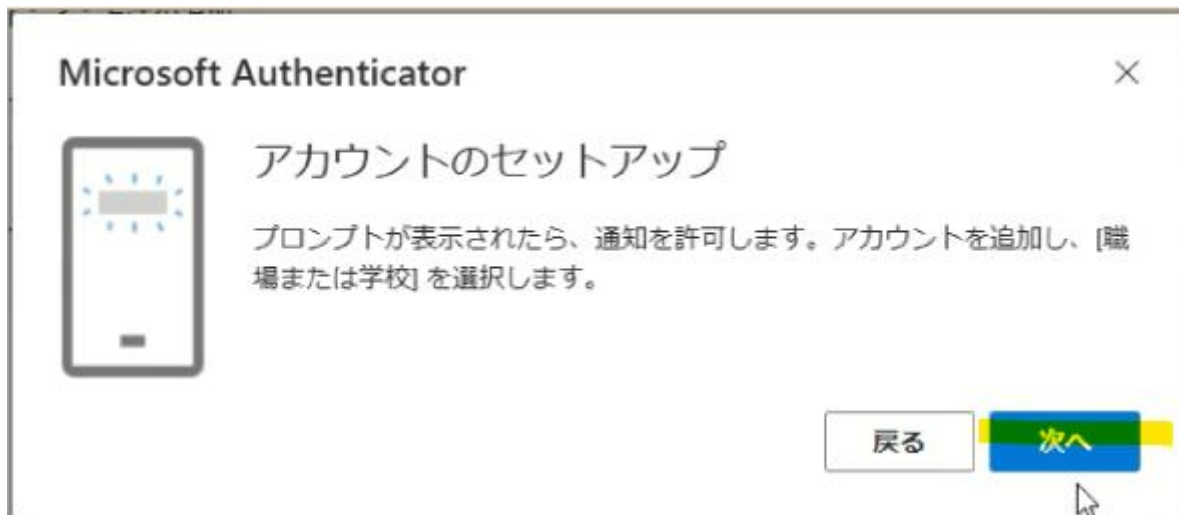 Microsoft Authenticator
アカウントのセットアップ
プロンプトが表示されたら、通知を許可します。アカウントを追加し、[職
場または学校] を選択します。
戻る
次へ